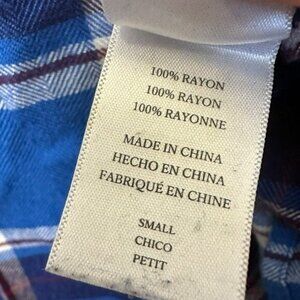 100% RAYON
100% RAYON
100% RAYONNE
MADE IN CHINA
HECHO EN CHINA
FABRIQUÉ EN CHINE
SMALL
CHICO
PETIT